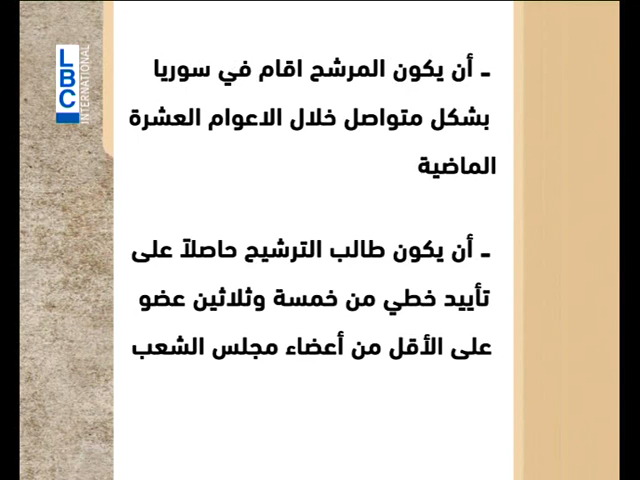 LBC
INTERNATIONAL
- أن يكون المرشح اقام في سوريا
بشكل متواصل خلال الاعوام العشرة
الماضية
- أن يكون طالب الترشيح حاصلاً على
تأييد خطي من خمسة وثلاثين عضو
على الأقل من أعضاء مجلس الشعب